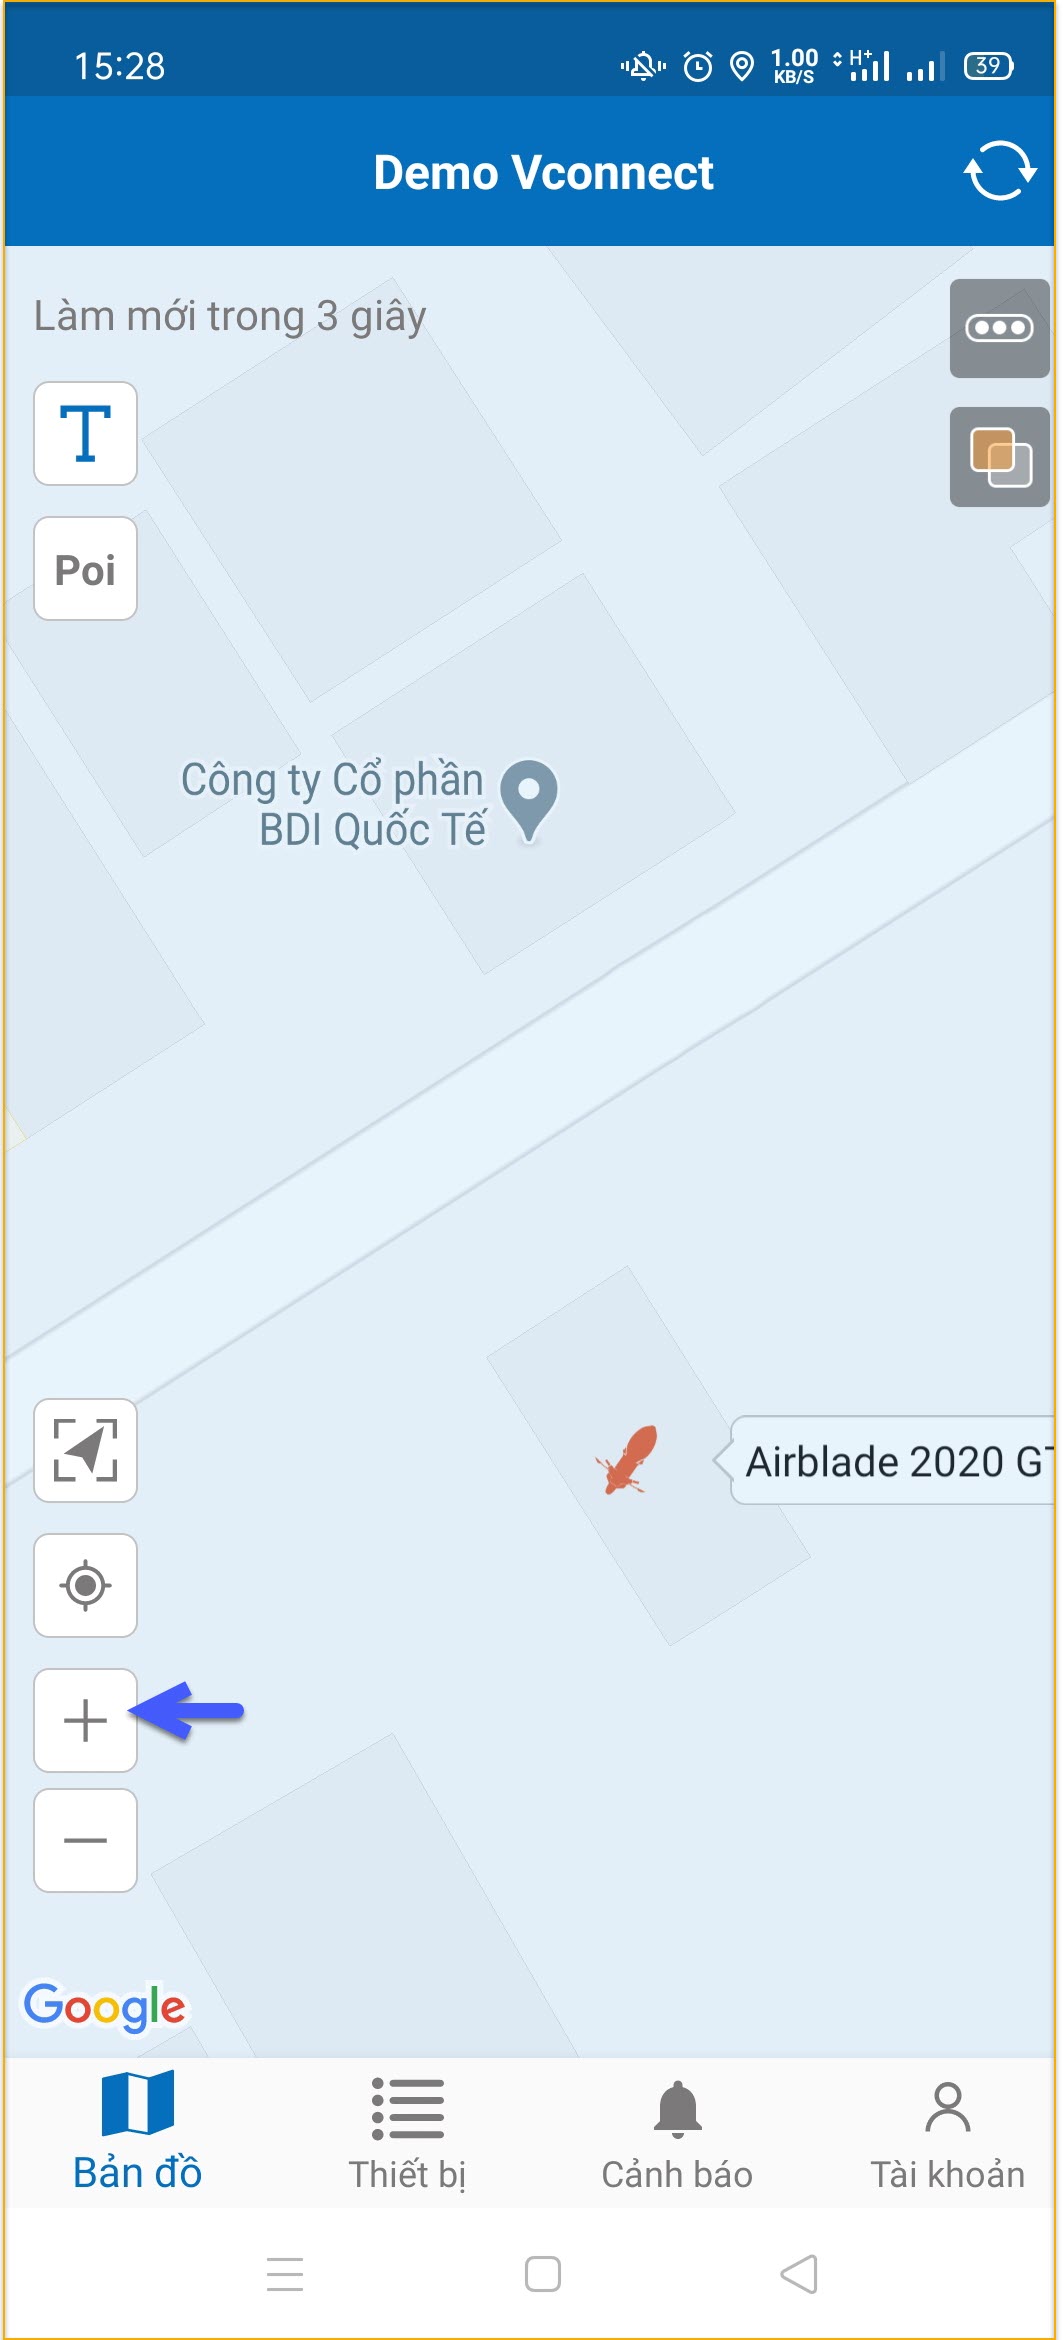 15:28
1.00
KB/S
H+
39
Demo Vconnect
Làm mới trong 3 giây
T
Poi
Công ty Cổ phần
BDI Quốc Tế
Airblade 2020 G
Google
Bản đồ
Thiết bị
Cảnh báo
Tài khoản